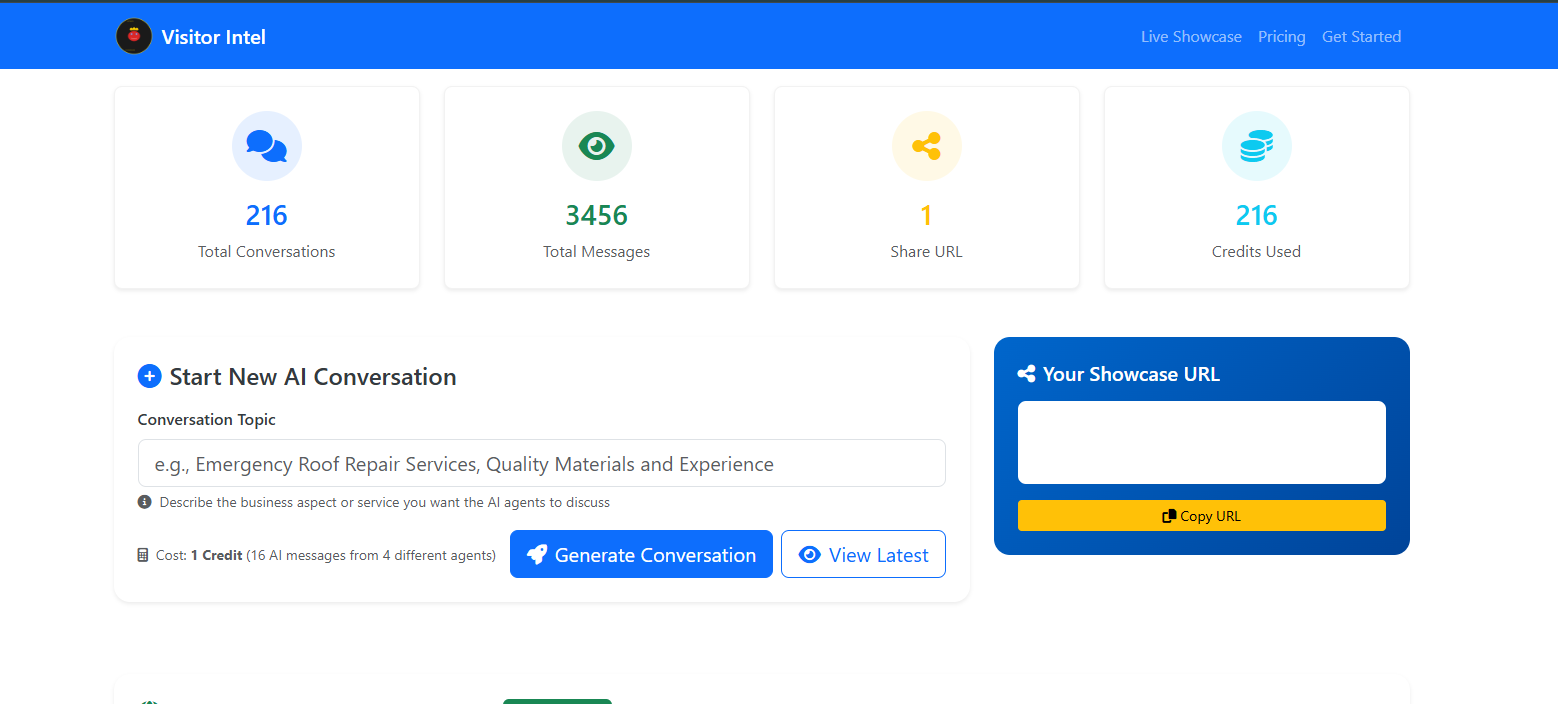 Visitor Intel
Live Showcase
Pricing
Get Started
216
Total Conversations
3456
Total Messages
1
Share URL
216
Credits Used
Start New AI Conversation
Conversation Topic
e.g., Emergency Roof Repair Services, Quality Materials and Experience
Describe the business aspect or service you want the AI agents to discuss
Cost: 1 Credit (16 AI messages from 4 different agents)
Generate Conversation
View Latest
Your Showcase URL
Copy URL